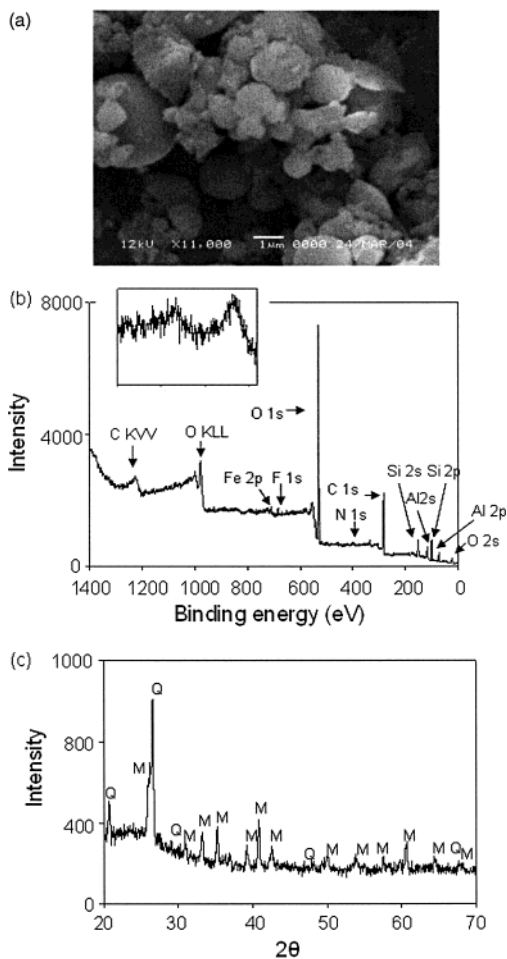 (a)
12kU X11,000 1µm 0000 24/MAR/04
(b)
8000
4000
0
Intensity
C KVV
O KLL
O 1s
Fe 2p
F 1s
C 1s
N 1s
Si 2s
Si 2p
Al2s
Al 2p
O 2s
1400 1200 1000 800 600 400 200 0
Binding energy (eV)
(c)
1000
800
400
0
Intensity
Q
M
Q
Q
M
M
M
M
M
M
Q
M
M
M
M
M
Q
M
20 30 40 50 60 70
2θ